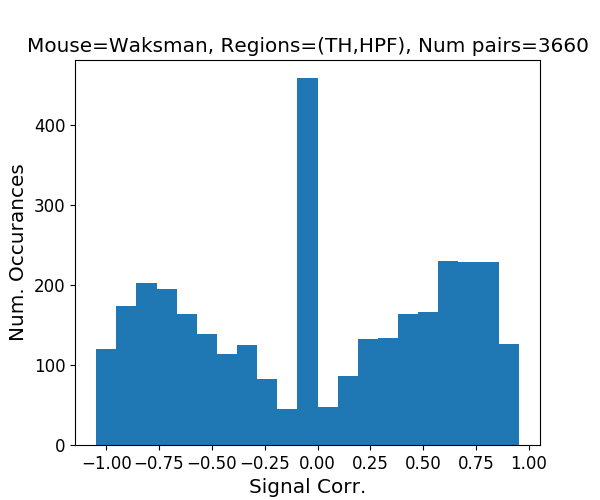 Mouse=Waksman, Regions=(TH,HPF), Num pairs=3660
Num. Occurances
400
300
200
100
0
−1.00 −0.75 −0.50 −0.25 0.00 0.25 0.50 0.75 1.00
Signal Corr.